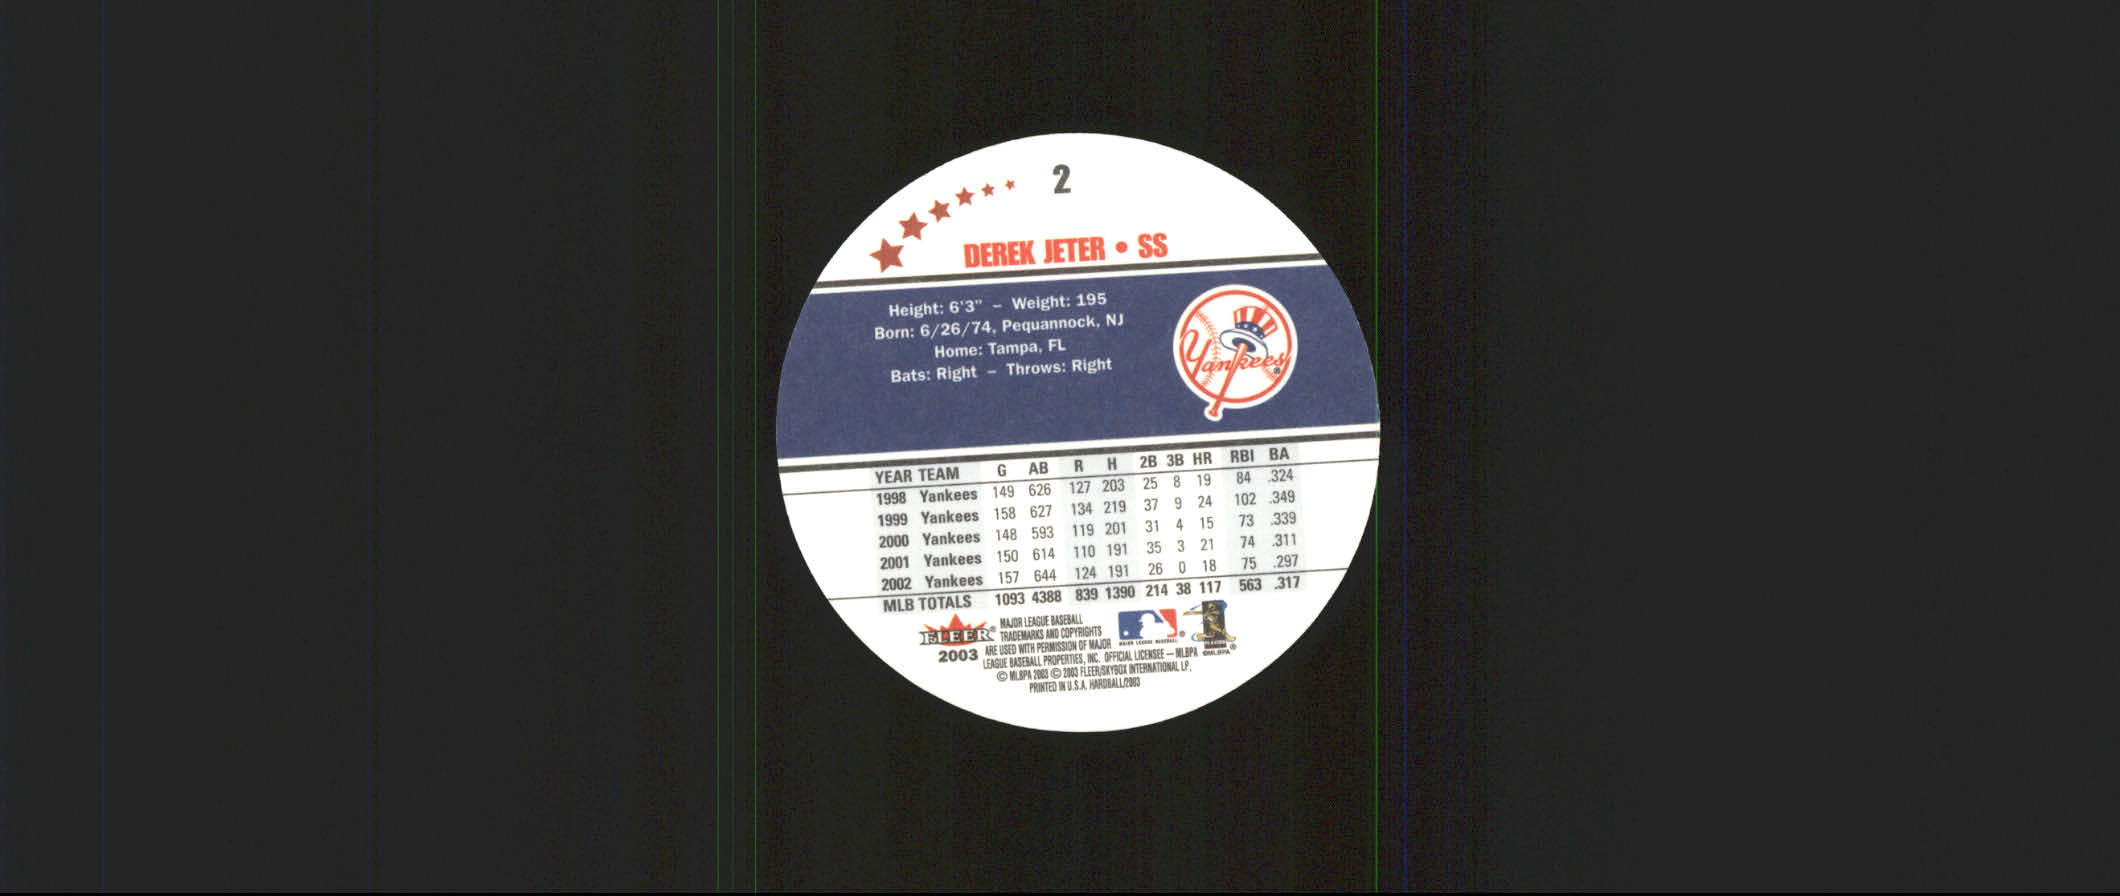 2
DEREK JETER • SS
Height: 6'3" – Weight: 195
Born: 6/26/74, Pequannock, NJ
Home: Tampa, FL
Bats: Right – Throws: Right
Yankees®
YEAR TEAM G AB R H 2B 3B HR RBI BA
1998 Yankees 149 626 127 203 25 8 19 84 .324
1999 Yankees 158 627 134 219 37 9 24 102 .349
2000 Yankees 148 593 119 201 31 4 15 73 .339
2001 Yankees 150 614 110 191 35 3 21 74 .311
2002 Yankees 157 644 124 191 26 0 18 75 .297
MLB TOTALS 1093 4388 839 1390 214 38 117 563 .317
FLEER®
2003
MAJOR LEAGUE BASEBALL
TRADEMARKS AND COPYRIGHTS
ARE USED WITH PERMISSION OF MAJOR
LEAGUE BASEBALL PROPERTIES, INC. OFFICIAL LICENSEE — MLBPA
© MLBPA 2003 © 2003 FLEER/SKYBOX INTERNATIONAL LP.
PRINTED IN U.S.A. HARDBALL/2003
MAJOR LEAGUE BASEBALL®
©MLBPA